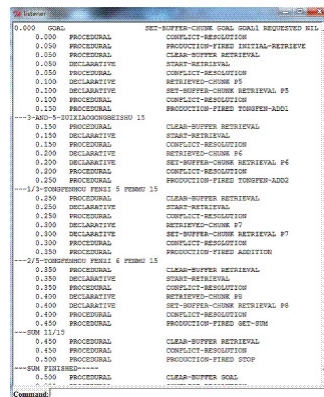 listener
0.000 GOAL SET-BUFFER-CHUNK GOAL GOAL1 REQUESTED NIL
0.000 PROCEDURAL CONFLICT-RESOLUTION
0.050 PROCEDURAL PRODUCTION-FIRED INITIAL-RETRIEVE
0.050 PROCEDURAL CLEAR-BUFFER RETRIEVAL
0.050 DECLARATIVE START-RETRIEVAL
0.050 PROCEDURAL CONFLICT-RESOLUTION
0.100 DECLARATIVE RETRIEVED-CHUNK P5
0.100 DECLARATIVE SET-BUFFER-CHUNK RETRIEVAL P5
0.100 PROCEDURAL CONFLICT-RESOLUTION
0.150 PROCEDURAL PRODUCTION-FIRED TONGFEN-ADD1
---3-AND-5-ZUIXIAOGONGBEISHU 15
0.150 PROCEDURAL CLEAR-BUFFER RETRIEVAL
0.150 DECLARATIVE START-RETRIEVAL
0.150 PROCEDURAL CONFLICT-RESOLUTION
0.200 DECLARATIVE RETRIEVED-CHUNK P6
0.200 DECLARATIVE SET-BUFFER-CHUNK RETRIEVAL P6
0.200 PROCEDURAL CONFLICT-RESOLUTION
0.250 PROCEDURAL PRODUCTION-FIRED TONGFEN-ADD2
---1/3-TONGFENHOU FENZI 5 FENMU 15
0.250 PROCEDURAL CLEAR-BUFFER RETRIEVAL
0.250 DECLARATIVE START-RETRIEVAL
0.250 PROCEDURAL CONFLICT-RESOLUTION
0.300 DECLARATIVE RETRIEVED-CHUNK P7
0.300 DECLARATIVE SET-BUFFER-CHUNK RETRIEVAL P7
0.300 PROCEDURAL CONFLICT-RESOLUTION
0.350 PROCEDURAL PRODUCTION-FIRED ADDITION
---2/5-TONGFENHOU FENZI 6 FENMU 15
0.350 PROCEDURAL CLEAR-BUFFER RETRIEVAL
0.350 DECLARATIVE START-RETRIEVAL
0.350 PROCEDURAL CONFLICT-RESOLUTION
0.400 DECLARATIVE RETRIEVED-CHUNK P8
0.400 DECLARATIVE SET-BUFFER-CHUNK RETRIEVAL P8
0.400 PROCEDURAL CONFLICT-RESOLUTION
0.450 PROCEDURAL PRODUCTION-FIRED GET-SUM
---SUM 11/15
0.450 PROCEDURAL CLEAR-BUFFER RETRIEVAL
0.450 PROCEDURAL CONFLICT-RESOLUTION
0.500 PROCEDURAL PRODUCTION-FIRED STOP
---SUM FINISHED-----
0.500 PROCEDURAL CLEAR-BUFFER GOAL
Command: